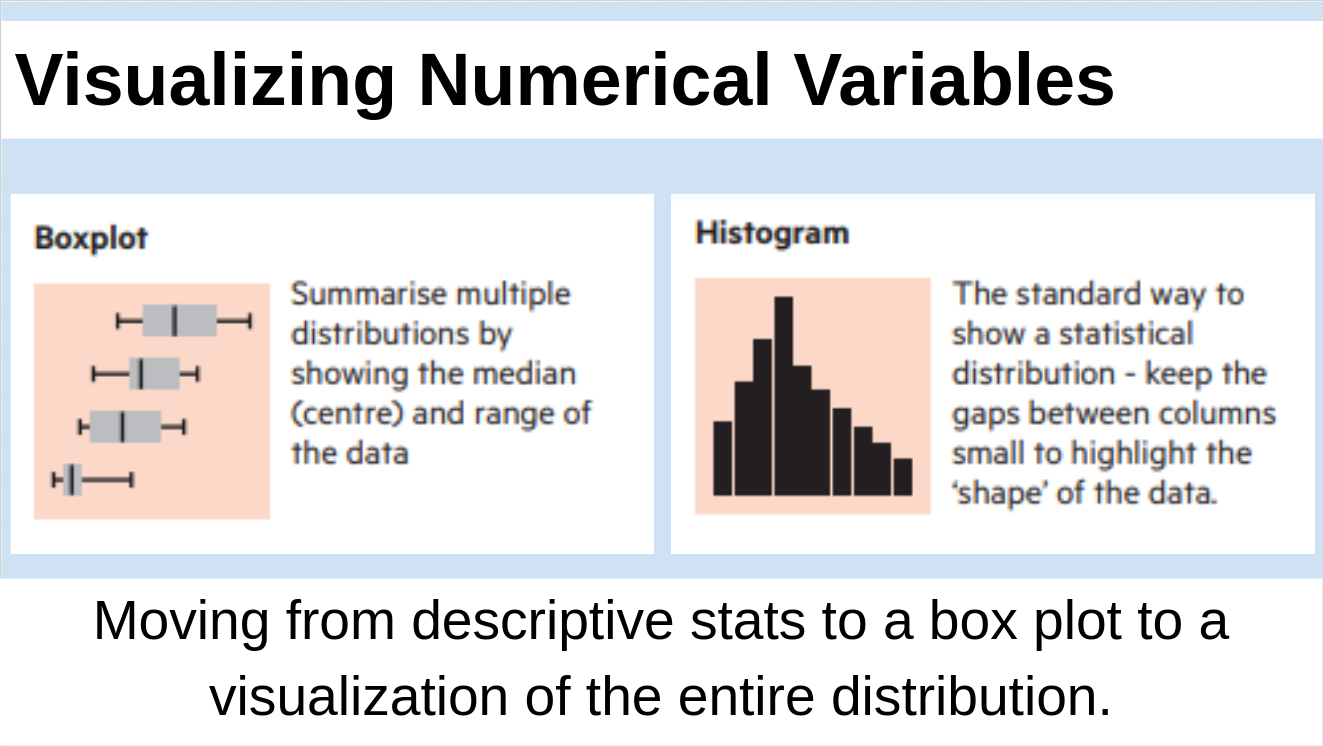 Visualizing Numerical Variables
Boxplot
Summarise multiple
distributions by
showing the median
(centre) and range of
the data
Histogram
The standard way to
show a statistical
distribution - keep the
gaps between columns
small to highlight the
‘shape’ of the data.
Moving from descriptive stats to a box plot to a
visualization of the entire distribution.